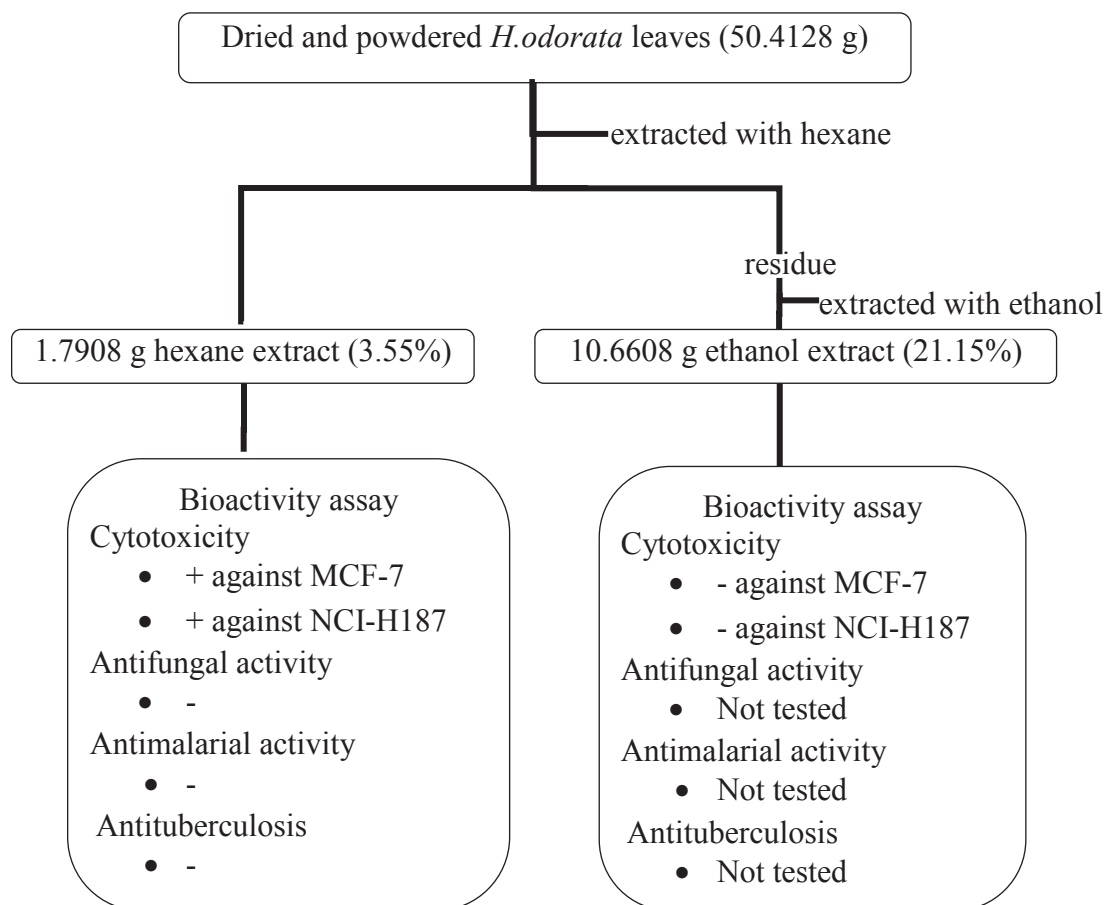 Dried and powdered H.odorata leaves (50.4128 g)
extracted with hexane
residue
extracted with ethanol
1.7908 g hexane extract (3.55%)
10.6608 g ethanol extract (21.15%)
Bioactivity assay
Cytotoxicity
• + against MCF-7
• + against NCI-H187
Antifungal activity
• -
Antimalarial activity
• -
Antituberculosis
• -
Bioactivity assay
Cytotoxicity
• - against MCF-7
• - against NCI-H187
Antifungal activity
• Not tested
Antimalarial activity
• Not tested
Antituberculosis
• Not tested